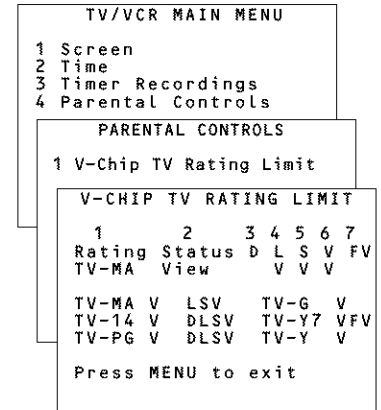 TV/VCR MAIN MENU
1 Screen
2 Time
3 Timer Recordings
4 Parental Controls
PARENTAL CONTROLS
1 V-Chip TV Rating Limit
V-CHIP TV RATING LIMIT
1 2 3 4 5 6 7
Rating Status D L S V FV
TV-MA View V V V
TV-MA V LSV TV-G V
TV-14 V DLSV TV-Y7 VFV
TV-PG V DLSV TV-Y V
Press MENU to exit